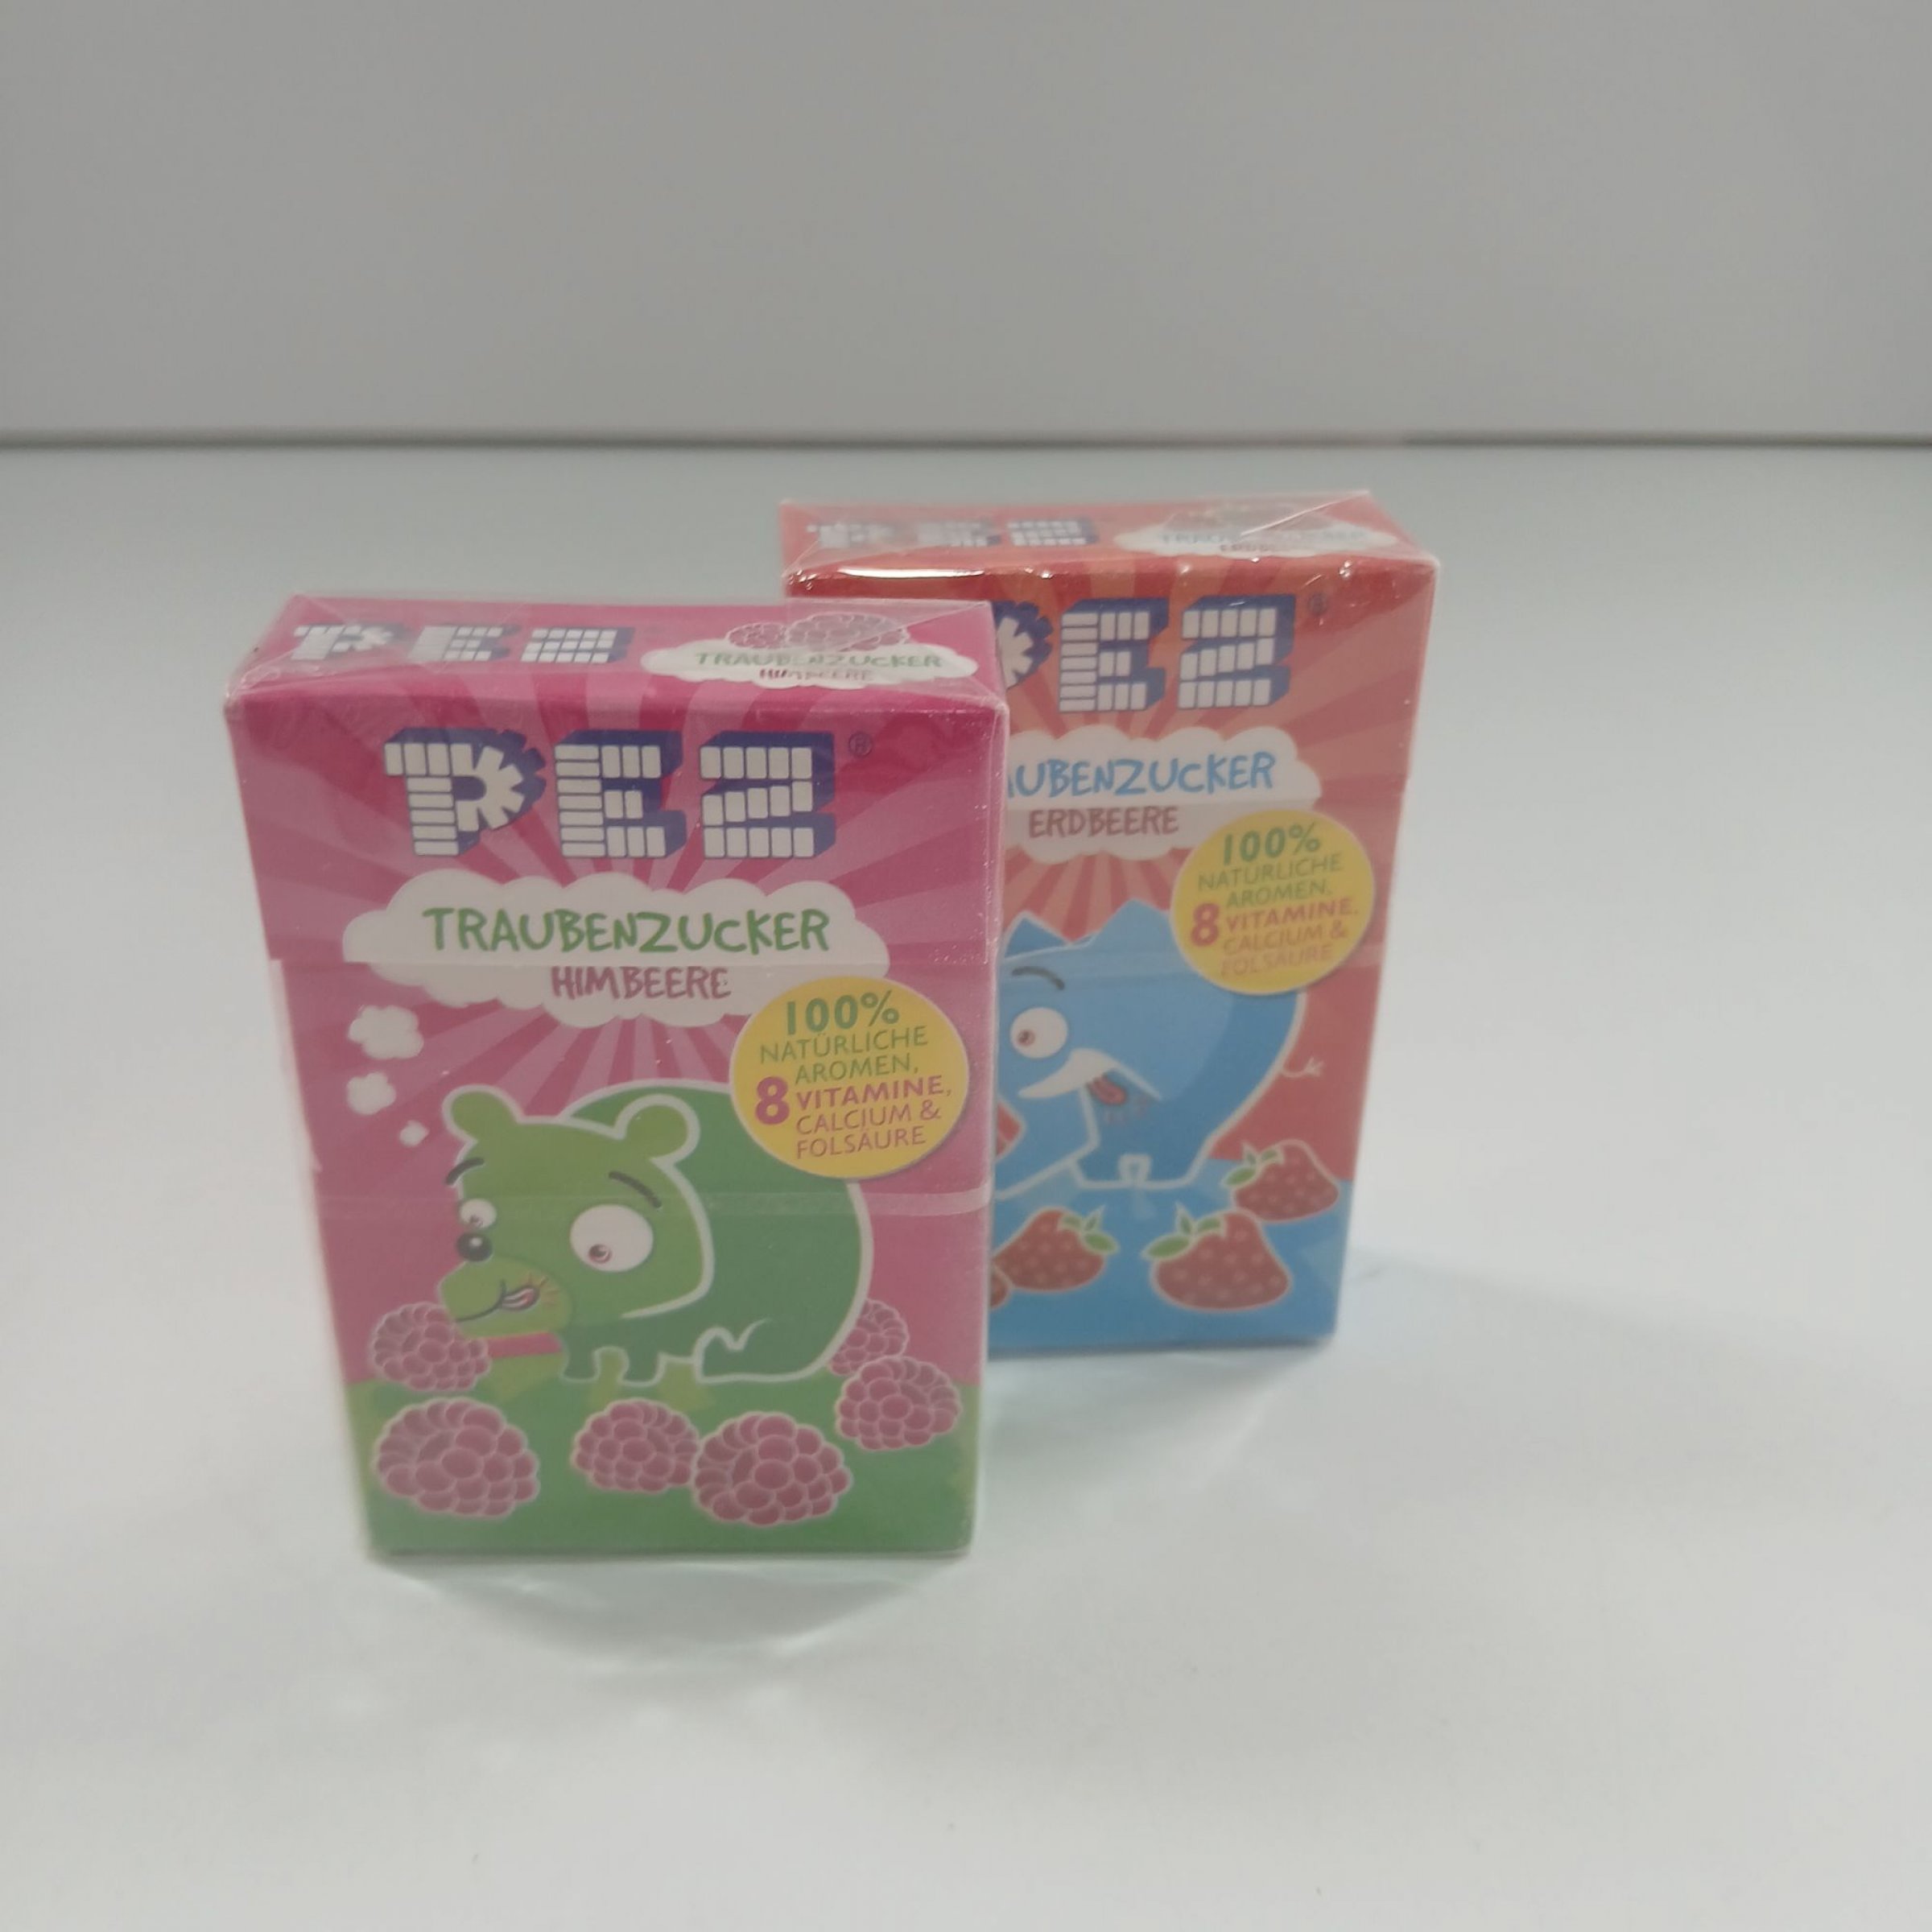 PEZ
TRAUBENZUCKER
HIMBEERE
PEZ®
TRAUBENZUCKER
HIMBEERE
100%
NATÜRLICHE
AROMEN,
8 VITAMINE,
CALCIUM &
FOLSÄURE
PEZ
TRAUBENZUCKER
PEZ®
AUBENZUCKER
ERDBEERE
100%
NATÜRLICHE
AROMEN,
8 VITAMINE,
CALCIUM &
FOLSÄURE